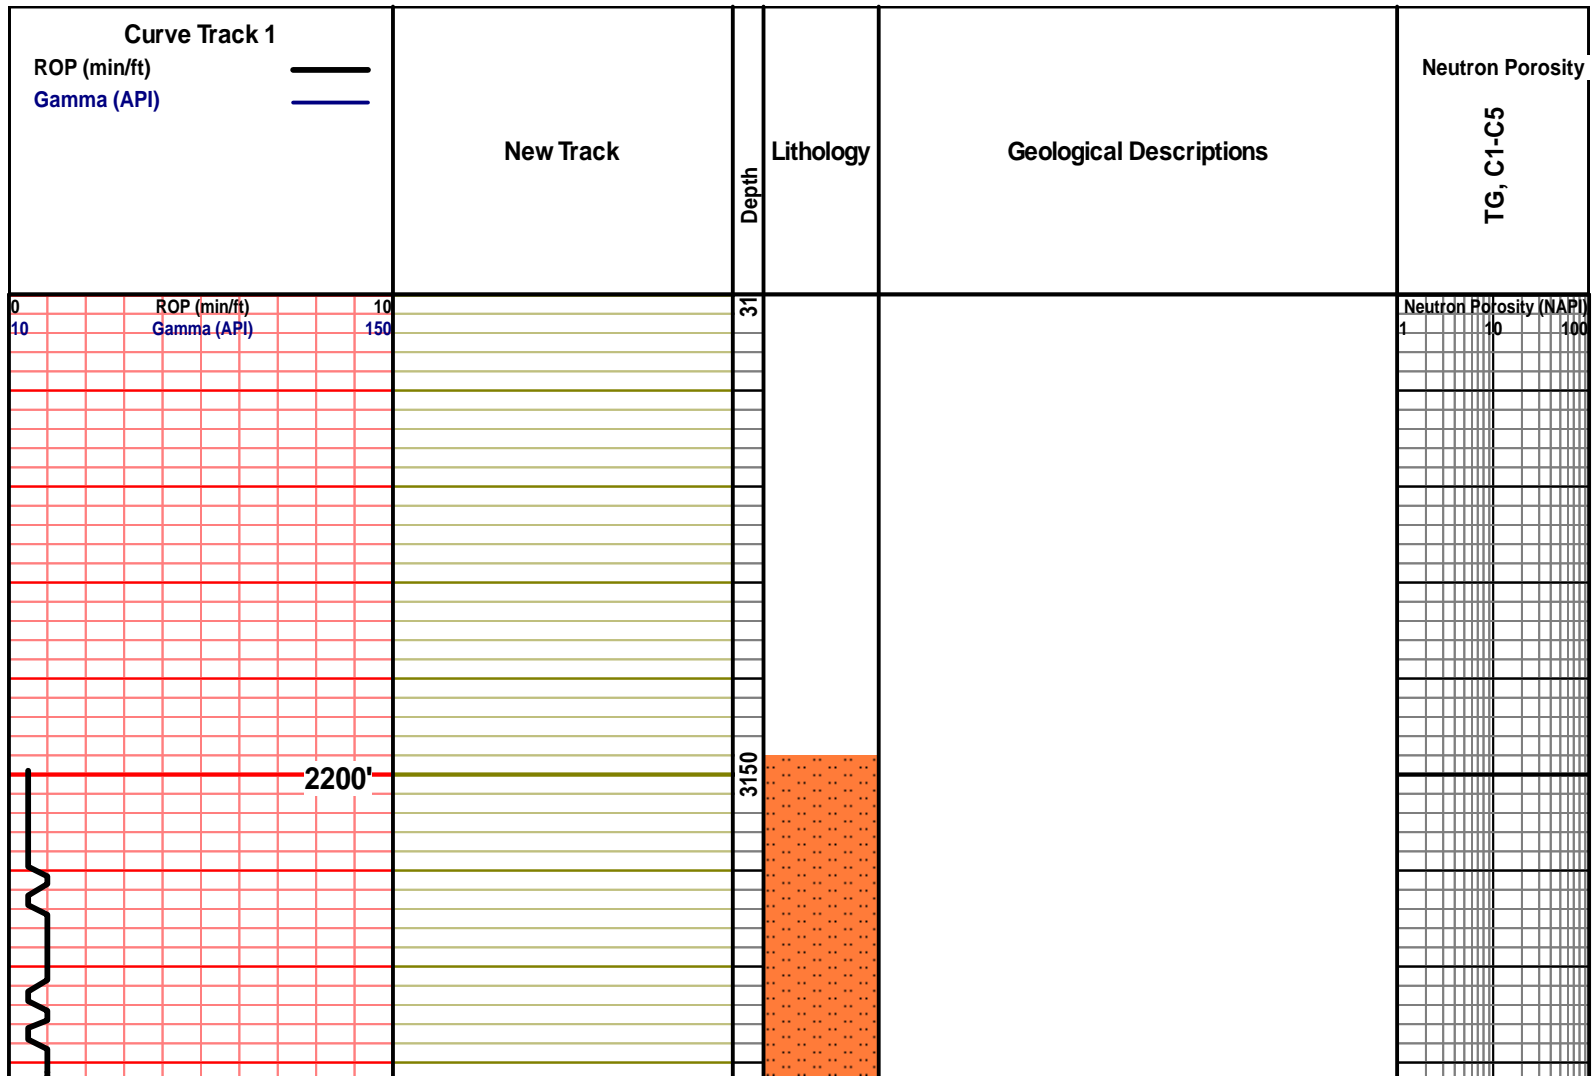 Curve Track 1
ROP (min/ft)
Gamma (API)
New Track
Depth
Lithology
Geological Descriptions
Neutron Porosity
TG, C1-C5
0 ROP (min/ft) 10
10 Gamma (API) 150
31
Neutron Porosity (NAPI)
1 10 100
2200'
3150